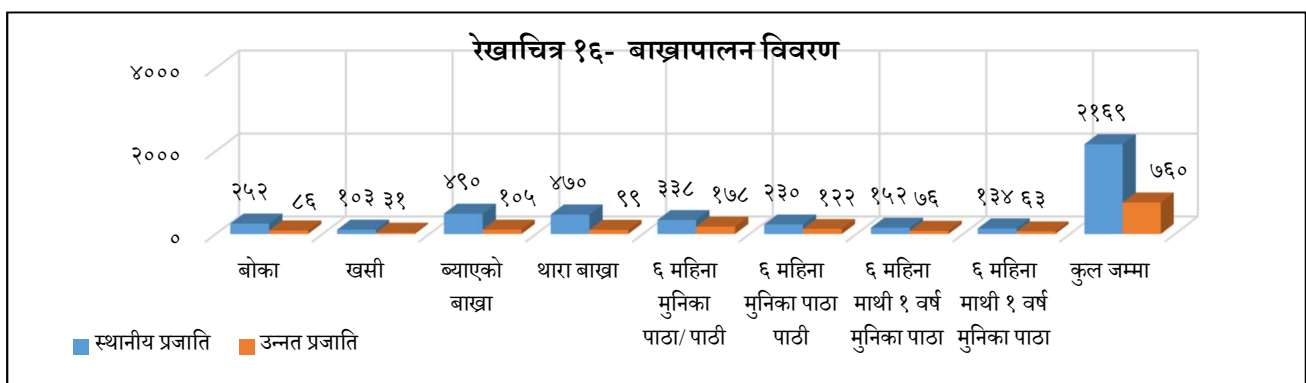 रेखाचित्र १६- बाख्रापालन विवरण
४०००
२०००
०
२५२ ८६ १०३ ३१ ४९० १०५ ४७० ९९ ३३८ १७८ २३० १२२ १५२ ७६ १३४ ६३ २१६९ ७६०
बोका
खसी
ब्याएको
बाख्रा
थारा बाख्रा
६ महिना
मुनिका
पाठा/ पाठी
६ महिना
मुनिका पाठा
पाठी
६ महिना
माथी १ वर्ष
मुनिका पाठा
६ महिना
माथी १ वर्ष
मुनिका पाठा
कुल जम्मा
स्थानीय प्रजाति
उन्नत प्रजाति